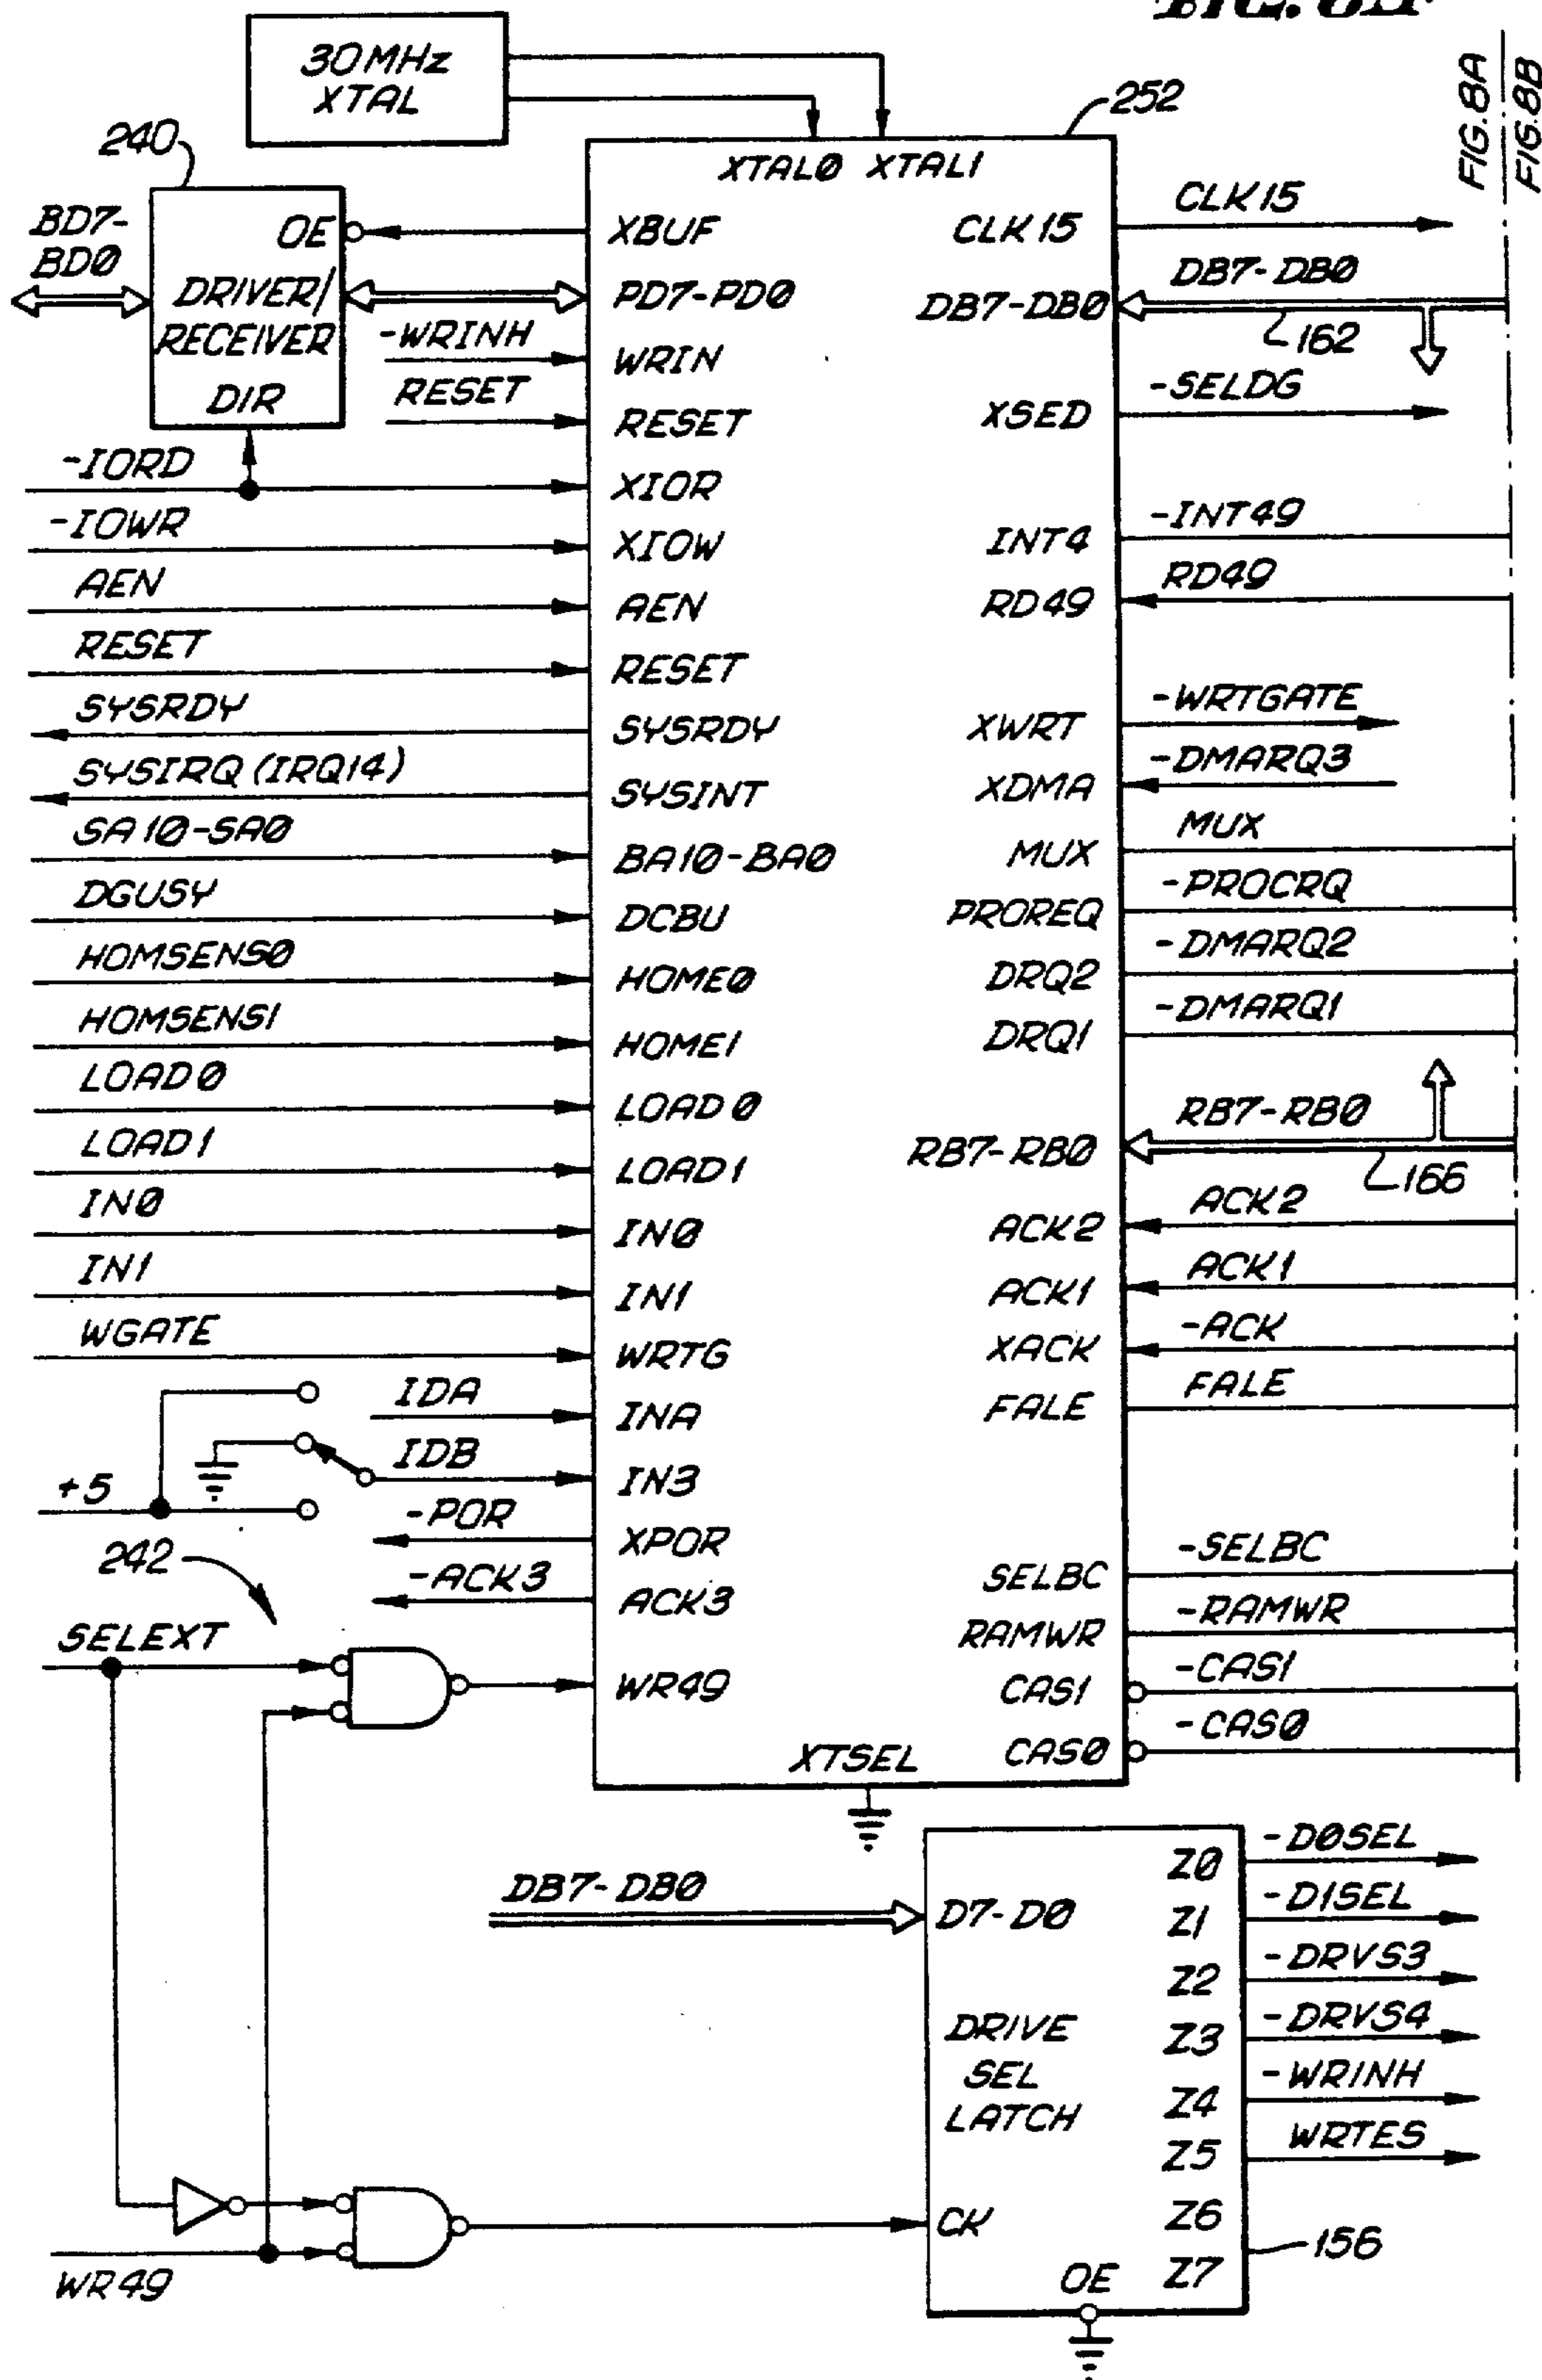 30MHz
XTAL
252
FIG.8A
FIG.8B
240
XTALØ XTAL1
BD7-
BDØ
OE
DRIVER/
RECEIVER
DIR
XBUF
CLK15
CLK15
PD7-PDØ
DB7-DBØ
DB7-DBØ
162
-WRINH
WRIN
RESET
RESET
XSED
-SELDG
-IORD
XIOR
-IOWR
XIOW
INT4
-INT49
AEN
AEN
RD49
RD49
RESET
RESET
SYSRDY
SYSRDY
XWRT
-WRTGATE
SYSIRQ (IRQ14)
SYSINT
XDMA
-DMARQ3
SA1Ø-SAØ
BA1Ø-BAØ
MUX
MUX
DGUSY
DCBU
PROREQ
-PROCRQ
HOMSENSØ
HOMEØ
DRQ2
-DMARQ2
HOMSENS1
HOME1
DRQ1
-DMARQ1
LOADØ
LOADØ
RB7-RBØ
RB7-RBØ
166
LOAD1
LOAD1
INØ
INØ
ACK2
ACK2
IN1
IN1
ACK1
ACK1
WGATE
WRTG
XACK
-ACK
IDA
INA
FALE
FALE
IDB
IN3
+5
-POR
XPOR
242
-ACK3
ACK3
SELBC
-SELBC
SELEXT
RAMWR
-RAMWR
WR49
CAS1
-CAS1
XTSEL
CASØ
-CASØ
DB7-DBØ
D7-DØ
DRIVE
SEL
LATCH
ZØ
-DØSEL
Z1
-D1SEL
Z2
-DRVS3
Z3
-DRVS4
Z4
-WRINH
Z5
WRTES
CK
Z6
156
OE
Z7
WR49